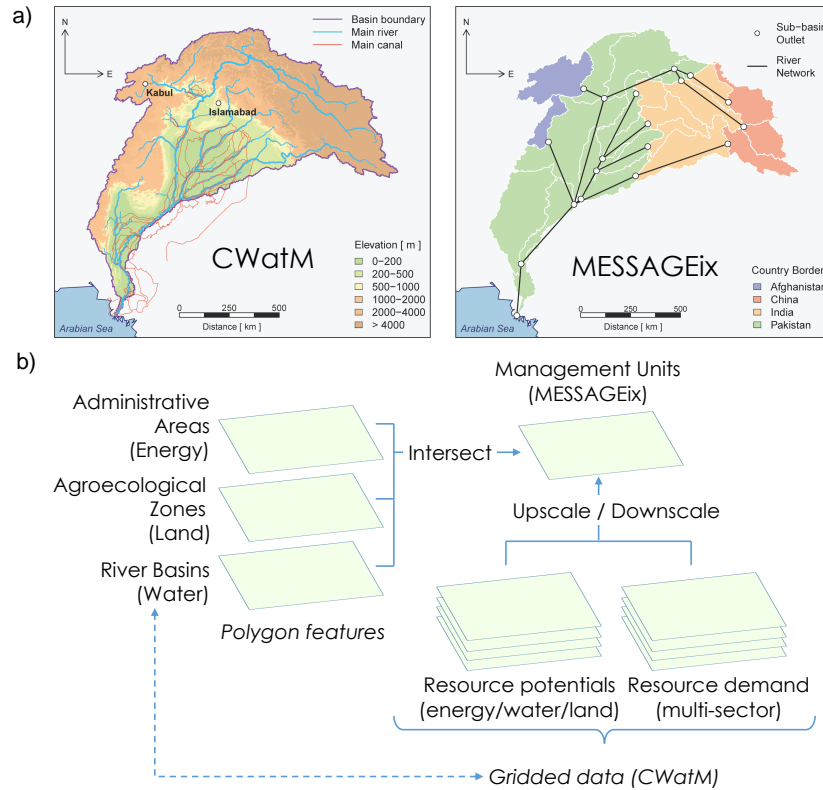 a)
N
E
Basin boundary
Main river
Main canal
Kabul
Islamabad
CWatM
Elevation [ m ]
0−200
200−500
500−1000
1000−2000
2000−4000
> 4000
0 250 500
Distance [ km ]
Arabian Sea
N
E
Sub-basin
Outlet
River
Network
MESSAGEix
Country Border
Afghanistan
China
India
Pakistan
0 250 500
Distance [ km ]
Arabian Sea
b)
Administrative
Areas
(Energy)
Agroecological
Zones
(Land)
River Basins
(Water)
Polygon features
Intersect
Management Units
(MESSAGEix)
Upscale / Downscale
Resource potentials
(energy/water/land)
Resource demand
(multi-sector)
Gridded data (CWatM)